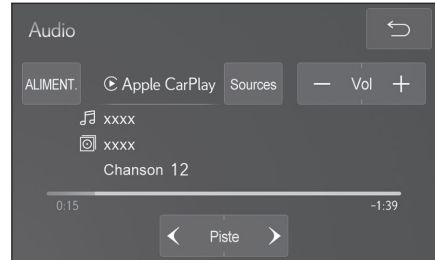 Audio
ALIMENT.
Apple CarPlay
Sources
— Vol +
xxxx
xxxx
Chanson 12
0:15
-1:39
Piste